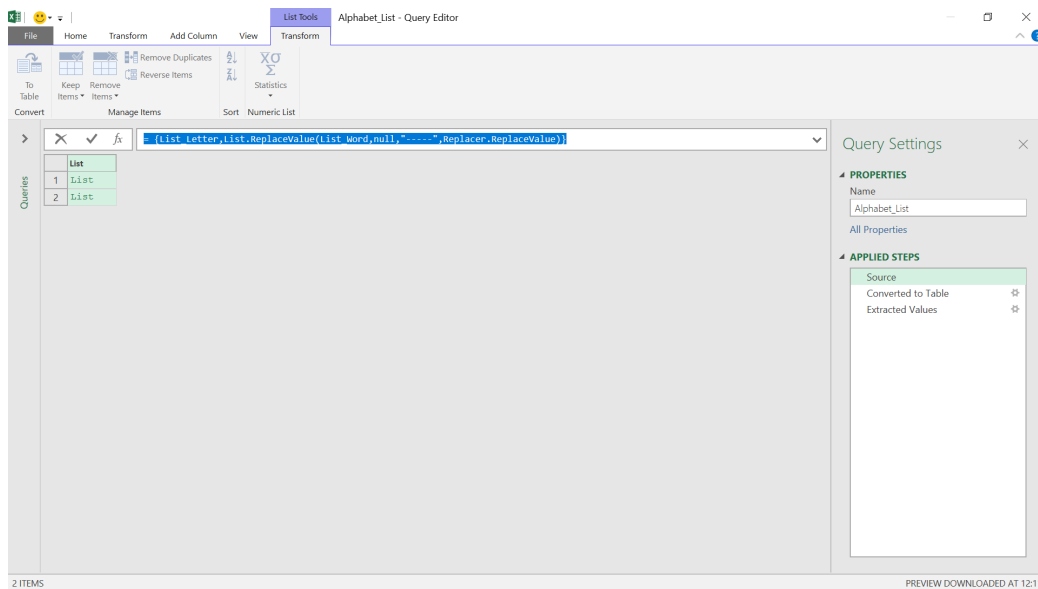 List Tools
Alphabet_List - Query Editor
File
Home
Transform
Add Column
View
Transform
To
Table
Keep
Items
Remove
Items
Remove Duplicates
Reverse Items
Statistics
Convert
Manage Items
Sort
Numeric List
fx
= {List_Letter,List.ReplaceValue(List_Word,null,"-----",Replacer.ReplaceValue)}
Queries
List
1 List
2 List
Query Settings
PROPERTIES
Name
Alphabet_List
All Properties
APPLIED STEPS
Source
Converted to Table
Extracted Values
2 ITEMS
PREVIEW DOWNLOADED AT 12:1